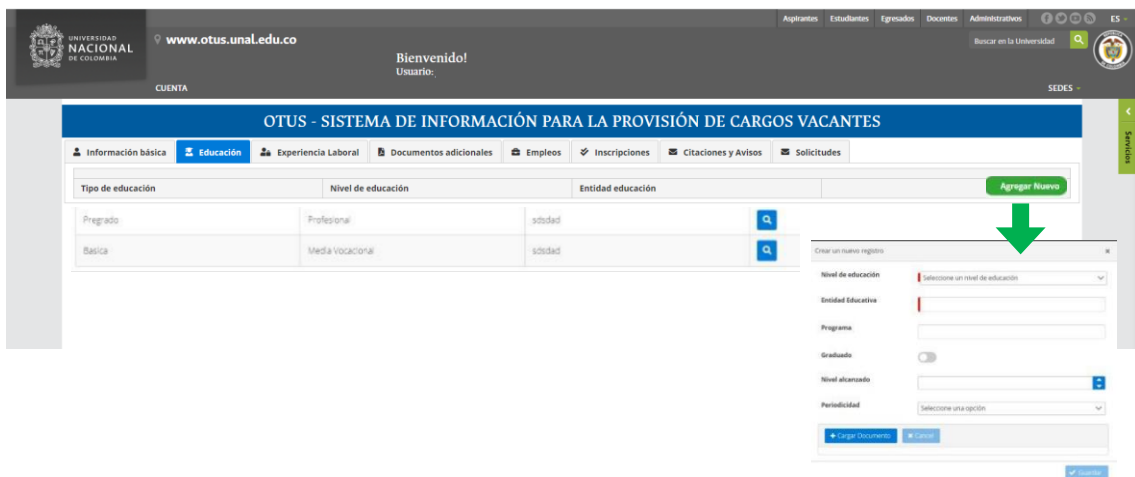 Aspirantes Estudiantes Egresados Docentes Administrativos ES
UNIVERSIDAD
NACIONAL
DE COLOMBIA
www.otus.unal.edu.co
Buscar en la Universidad
Bienvenido!
Usuario:
CUENTA
SEDES
Servicios
OTUS - SISTEMA DE INFORMACIÓN PARA LA PROVISIÓN DE CARGOS VACANTES
Información básica Educación Experiencia Laboral Documentos adicionales Empleos Inscripciones Citaciones y Avisos Solicitudes
Tipo de educación Nivel de educación Entidad educación Agregar Nuevo
Pregrado Profesional sdsdad
Basica Media Vocacional sdsdad
Crear un nuevo registro
Nivel de educación Seleccione un nivel de educación
Entidad Educativa
Programa
Graduado
Nivel alcanzado
Periodicidad Seleccione una opción
Cargar Documento Cancel
Guardar